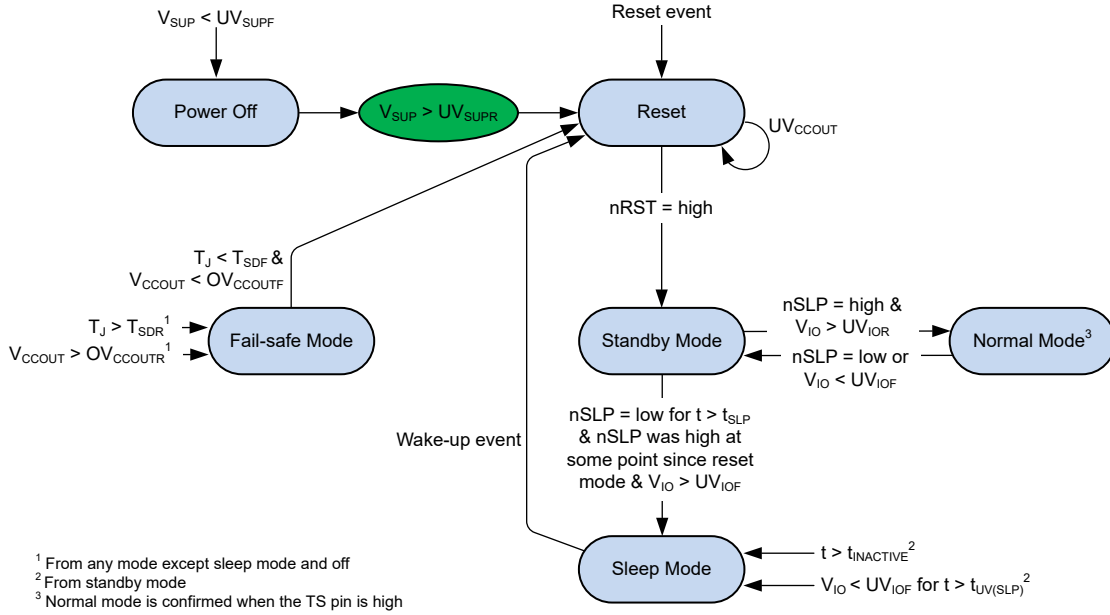 V_SUP < UV_SUPF
Reset event
Power Off
V_SUP > UV_SUPR
Reset
UV_CCOUT
nRST = high
T_J < T_SDF &
V_CCOUT < OV_CCOUTF
T_J > T_SDR^1
V_CCOUT > OV_CCOUTR^1
Fail-safe Mode
Standby Mode
nSLP = high &
V_IO > UV_IOR
nSLP = low or
V_IO < UV_IOF
Normal Mode^3
Wake-up event
nSLP = low for t > t_SLP
& nSLP was high at
some point since reset
mode & V_IO > UV_IOF
Sleep Mode
t > t_INACTIVE^2
V_IO < UV_IOF for t > t_UV(SLP)^2
^1 From any mode except sleep mode and off
^2 From standby mode
^3 Normal mode is confirmed when the TS pin is high